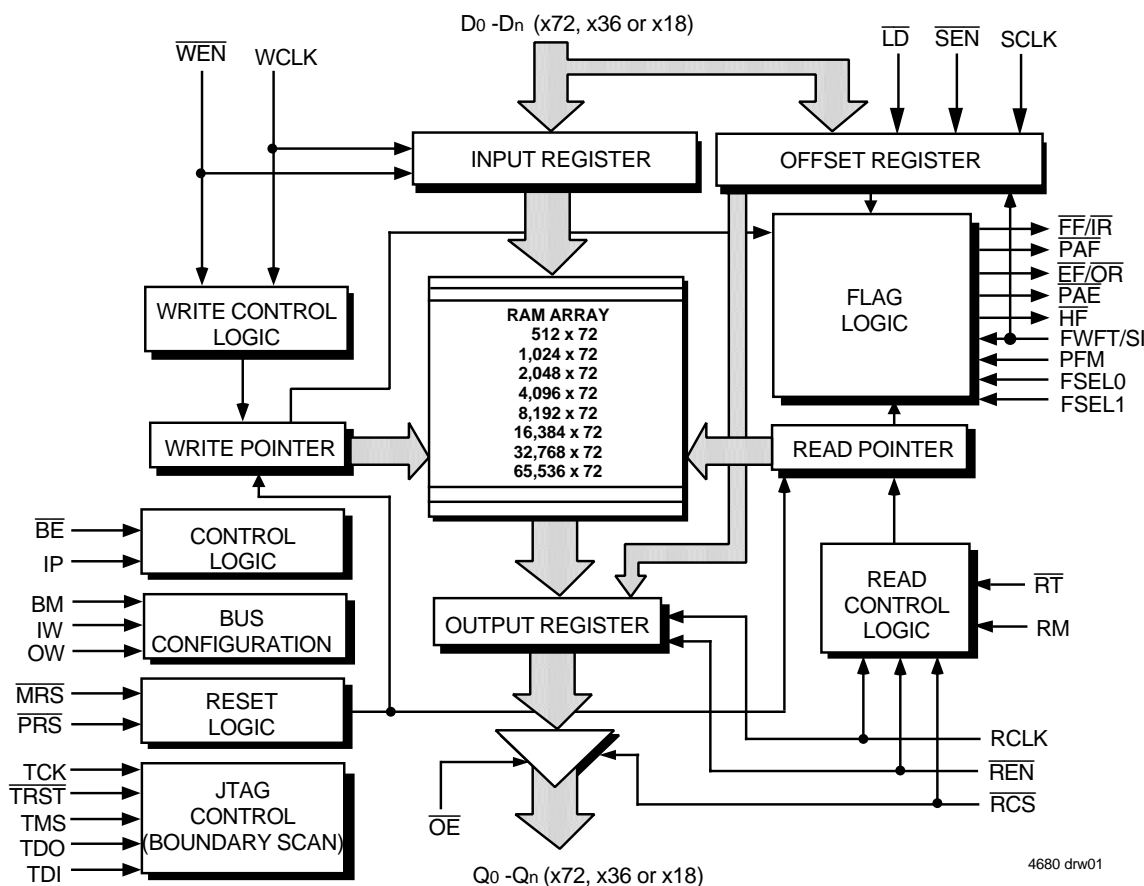 D0 -Dn (x72, x36 or x18)
WEN
WCLK
LD
SEN
SCLK
INPUT REGISTER
OFFSET REGISTER
FF/IR
PAF
EF/OR
PAE
HF
FWFT/SI
PFM
FSEL0
FSEL1
FLAG
LOGIC
WRITE CONTROL
LOGIC
RAM ARRAY
512 x 72
1,024 x 72
2,048 x 72
4,096 x 72
8,192 x 72
16,384 x 72
32,768 x 72
65,536 x 72
WRITE POINTER
READ POINTER
BE
IP
CONTROL
LOGIC
BM
IW
OW
BUS
CONFIGURATION
READ
CONTROL
LOGIC
RT
RM
OUTPUT REGISTER
MRS
PRS
RESET
LOGIC
RCLK
REN
RCS
TCK
TRST
TMS
TDO
TDI
JTAG
CONTROL
(BOUNDARY SCAN)
OE
Q0 -Qn (x72, x36 or x18)
4680 drw01